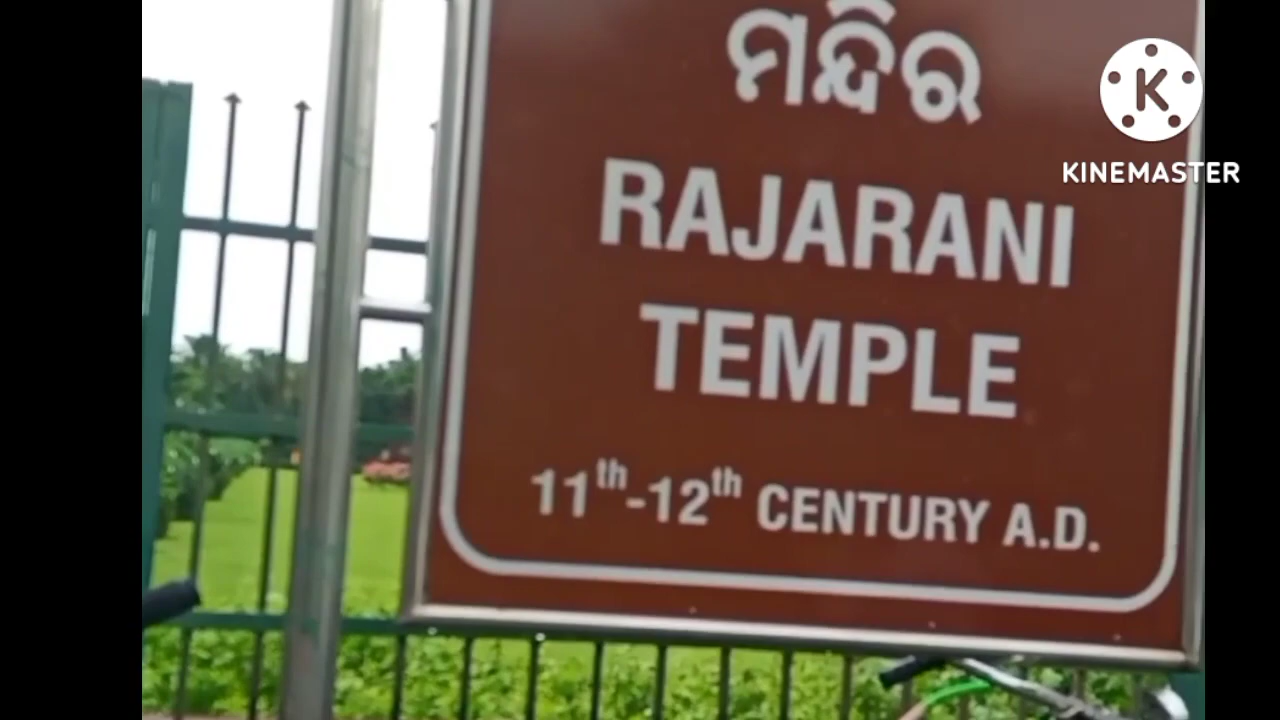 ମନ୍ଦିର
RAJARANI
TEMPLE
11th-12th CENTURY A.D.
K
KINEMASTER